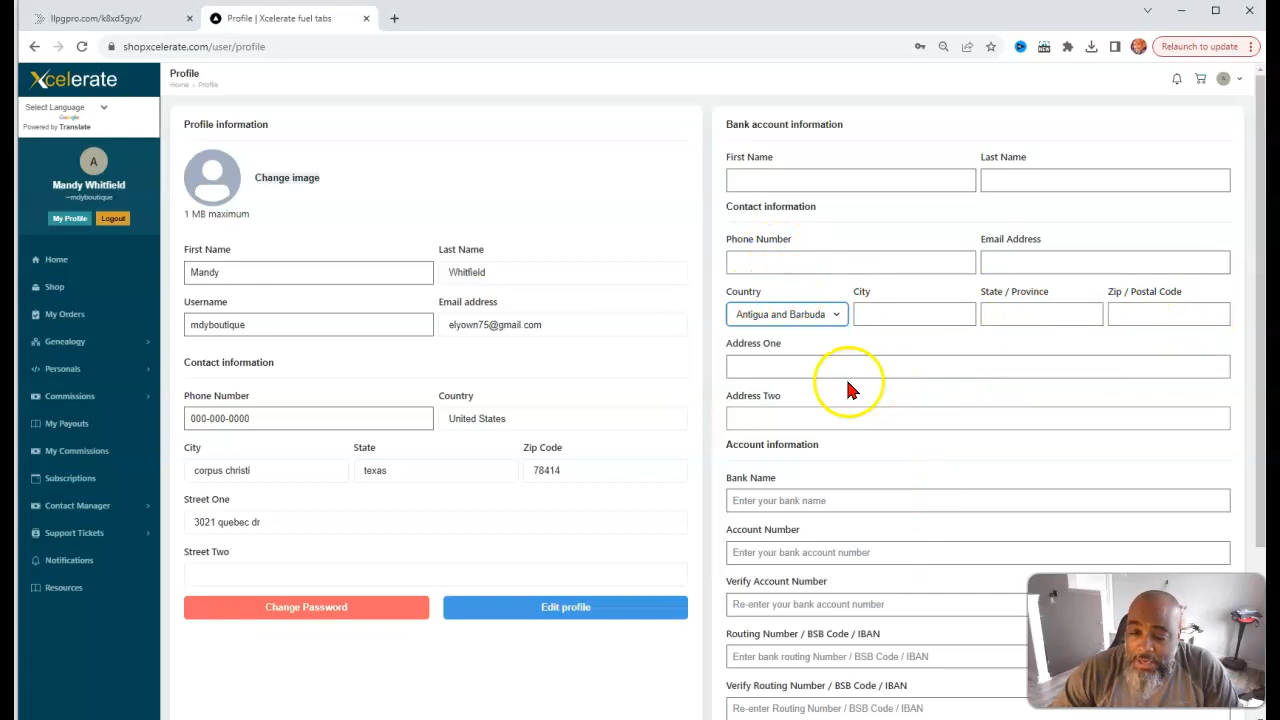 llpgpro.com/k8xd5gyx/
Profile | Xcelerate fuel tabs
shopxcelerate.com/user/profile
Relaunch to update
Xcelerate
Select Language
Google
Powered by Translate
A
Mandy Whitfield
~mdyboutique
My Profile
Logout
Home
Shop
My Orders
Genealogy
Personals
Commissions
My Payouts
My Commissions
Subscriptions
Contact Manager
Support Tickets
Notifications
Resources
Profile
Home › Profile
A
Profile information
Change image
1 MB maximum
First Name
Last Name
Mandy
Whitfield
Username
Email address
mdyboutique
elyown75@gmail com
Contact information
Phone Number
Country
000-000-0000
United States
City
State
Zip Code
corpus christi
texas
78414
Street One
3021 quebec dr
Street Two
Change Password
Edit profile
Bank account information
First Name
Last Name
Contact information
Phone Number
Email Address
Country
City
State / Province
Zip / Postal Code
Antigua and Barbuda
Address One
Address Two
Account information
Bank Name
Enter your bank name
Account Number
Enter your bank account number
Verify Account Number
Re-enter your bank account number
Routing Number / BSB Code / IBAN
Enter bank routing Number / BSB Code / IBAN
Verify Routing Number / BSB Code / IBAN
Re-enter Routing Number / BSB Code / IBAN